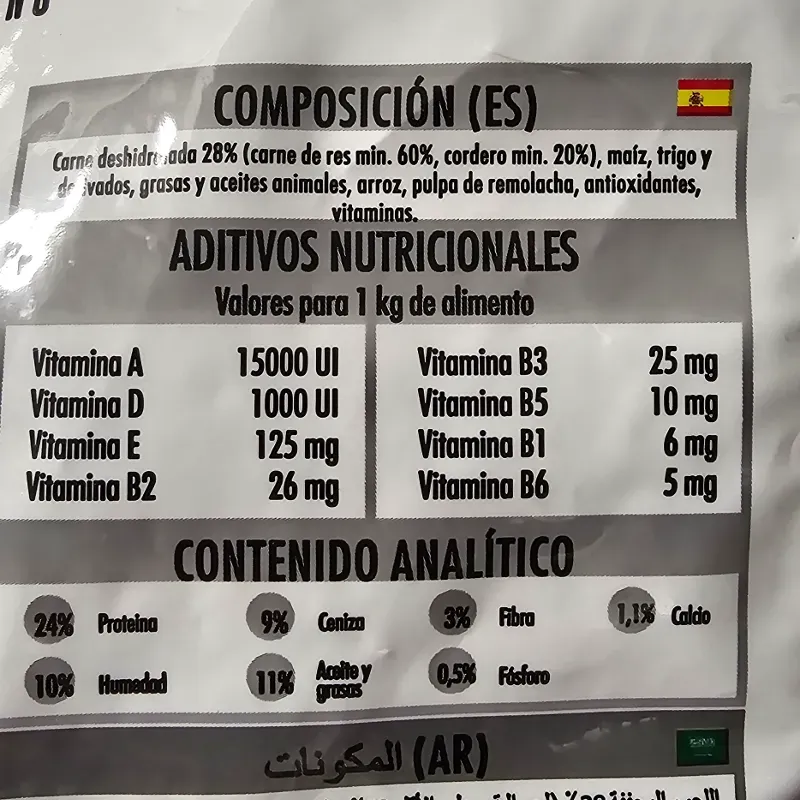 COMPOSICIÓN (ES)
Carne deshidratada 28% (carne de res min. 60%, cordero min. 20%), maíz, trigo y
derivados, grasas y aceites animales, arroz, pulpa de remolacha, antioxidantes,
vitaminas.
ADITIVOS NUTRICIONALES
Valores para 1 kg de alimento
Vitamina A 15000 UI
Vitamina D 1000 UI
Vitamina E 125 mg
Vitamina B2 26 mg
Vitamina B3 25 mg
Vitamina B5 10 mg
Vitamina B1 6 mg
Vitamina B6 5 mg
CONTENIDO ANALÍTICO
24% Proteina 9% Ceniza 3% Fibra 1,1% Calcio
10% Humedad 11% Aceite y grasas 0,5% Fósforo
المكونات (AR)